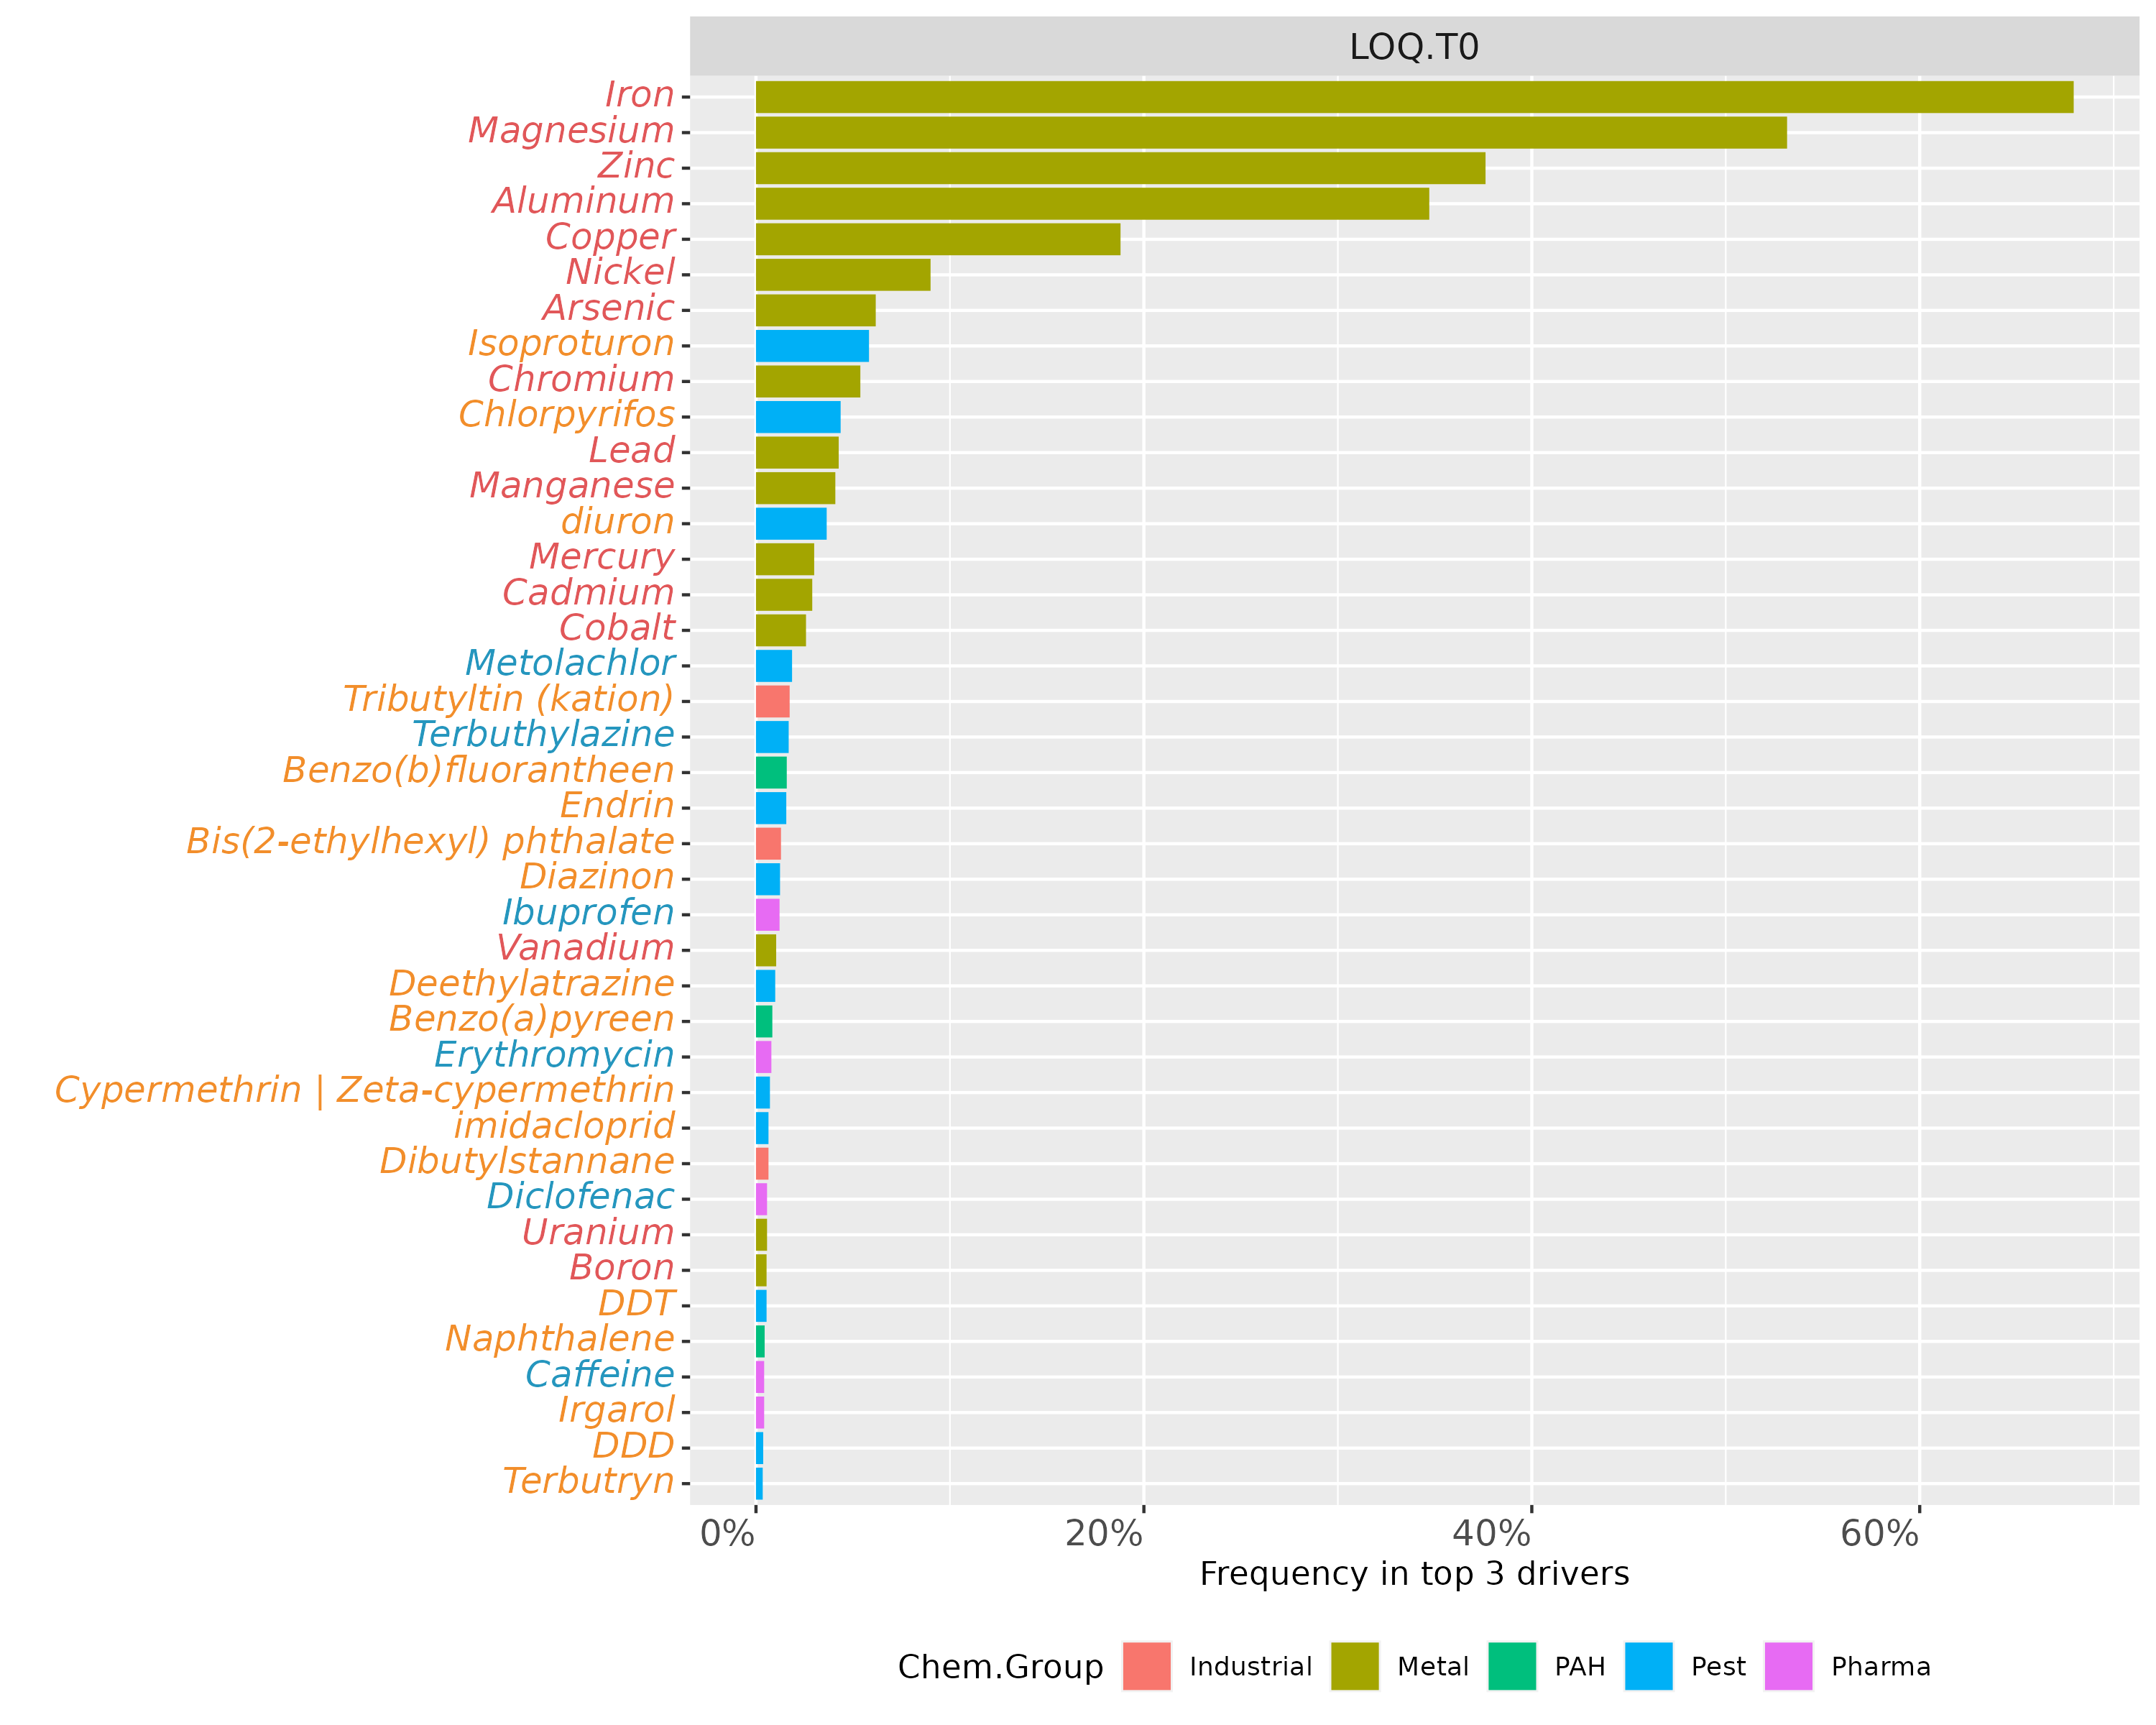 LOQ.T0
Iron
Magnesium
Zinc
Aluminum
Copper
Nickel
Arsenic
Isoproturon
Chromium
Chlorpyrifos
Lead
Manganese
diuron
Mercury
Cadmium
Cobalt
Metolachlor
Tributyltin (kation)
Terbuthylazine
Benzo(b)fluorantheen
Endrin
Bis(2-ethylhexyl) phthalate
Diazinon
Ibuprofen
Vanadium
Deethylatrazine
Benzo(a)pyreen
Erythromycin
Cypermethrin | Zeta-cypermethrin
imidacloprid
Dibutylstannane
Diclofenac
Uranium
Boron
DDT
Naphthalene
Caffeine
Irgarol
DDD
Terbutryn
0% 20% 40% 60%
Frequency in top 3 drivers
Chem.Group Industrial Metal PAH Pest Pharma